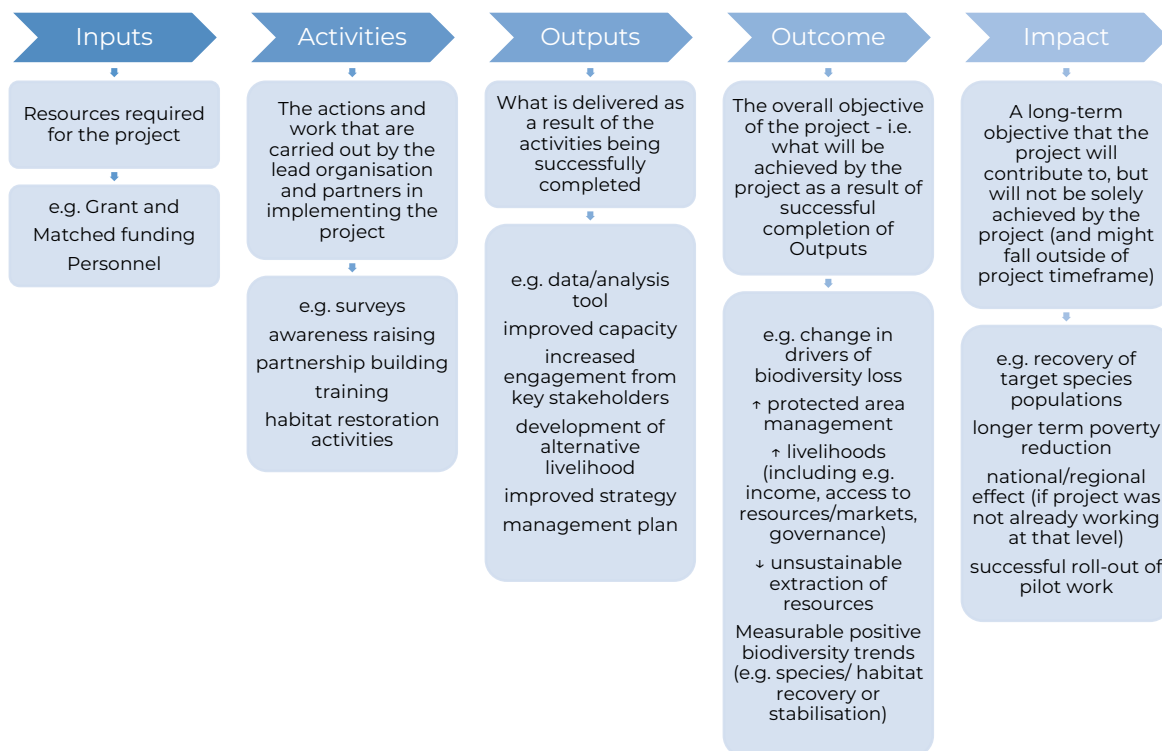 Inputs
Activities
Outputs
Outcome
Impact
Resources required
for the project
e.g. Grant and
Matched funding
Personnel
The actions and
work that are
carried out by the
lead organisation
and partners in
implementing the
project
e.g. surveys
awareness raising
partnership building
training
habitat restoration
activities
What is delivered as
a result of the
activities being
successfully
completed
e.g. data/analysis
tool
improved capacity
increased
engagement from
key stakeholders
development of
alternative
livelihood
improved strategy
management plan
The overall objective
of the project - i.e.
what will be
achieved by the
project as a result of
successful
completion of
Outputs
e.g. change in
drivers of
biodiversity loss
↑ protected area
management
↑ livelihoods
(including e.g.
income, access to
resources/markets,
governance)
↓ unsustainable
extraction of
resources
Measurable positive
biodiversity trends
(e.g. species/ habitat
recovery or
stabilisation)
A long-term
objective that the
project will
contribute to, but
will not be solely
achieved by the
project (and might
fall outside of
project timeframe)
e.g. recovery of
target species
populations
longer term poverty
reduction
national/regional
effect (if project was
not already working
at that level)
successful roll-out of
pilot work